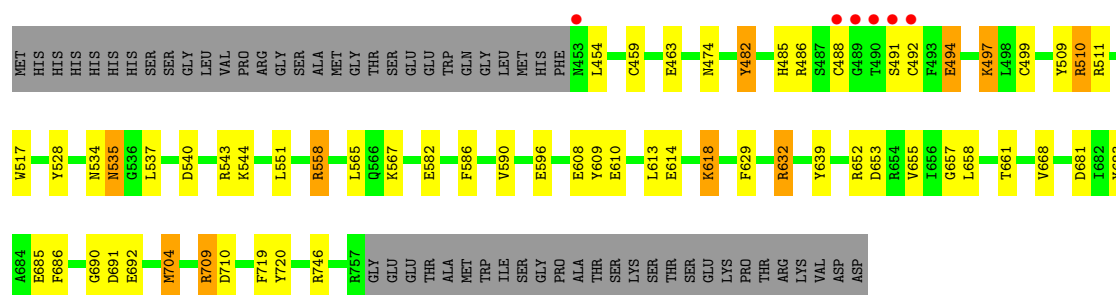 MET HIS HIS HIS HIS HIS HIS SER SER GLY LEU VAL PRO ARG GLY SER ALA MET GLY THR SER GLU GLU TRP GLN GLY LEU MET HIS PHE N453 L454 C459 E463 N474 Y482 H485 R486 S487 C488 G489 T490 S491 C492 F493 E494 K497 L498 C499 Y509 R510 R511
W517 Y528 N534 N535 G536 L537 D540 R543 K544 L551 R558 L565 Q566 K567 E582 F586 V590 E596 E608 Y609 E610 L613 E614 K618 F629 R632 Y639 R652 D653 R654 V655 I656 G657 L658 T661 V668 D681 I682
A684 E685 F686 G690 D691 E692 M704 R709 D710 F719 Y720 R746 R757 GLY GLU GLU THR ALA MET TRP ILE SER GLY PRO ALA THR SER LYS SER THR SER GLU LYS PRO THR ARG LYS VAL ASP ASP